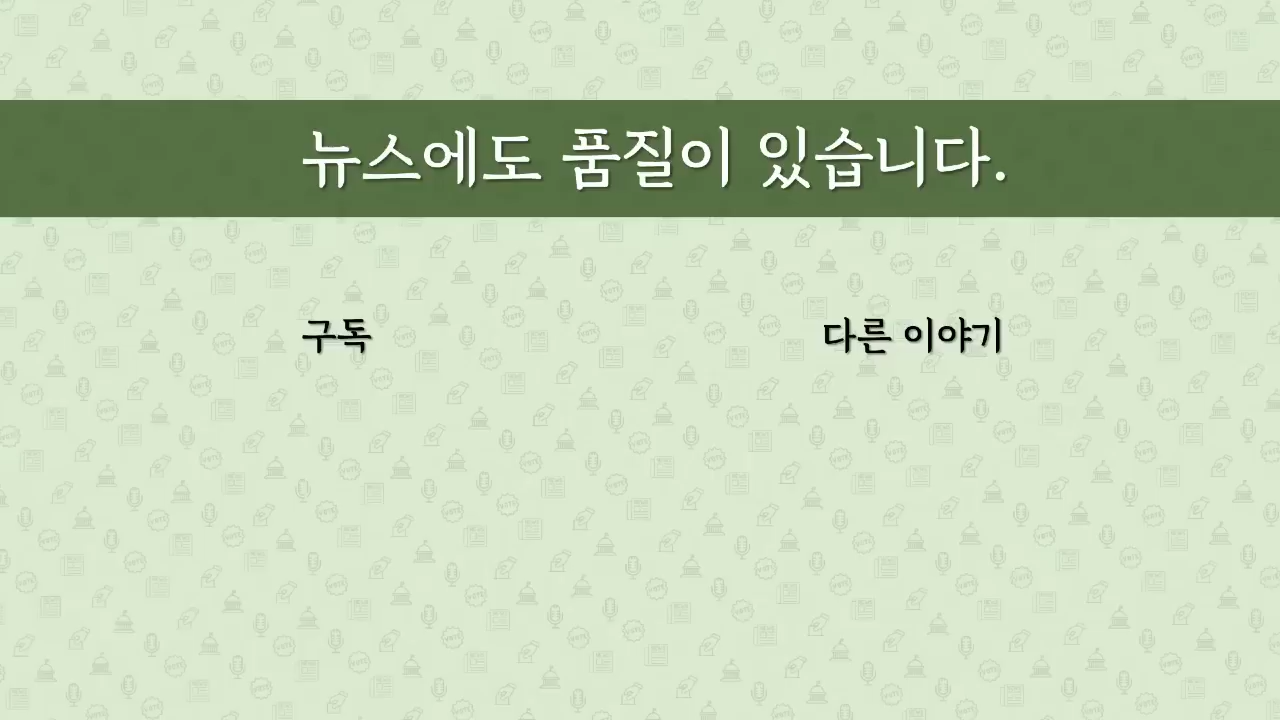 뉴스에도 품질이 있습니다.
구독
다른 이야기